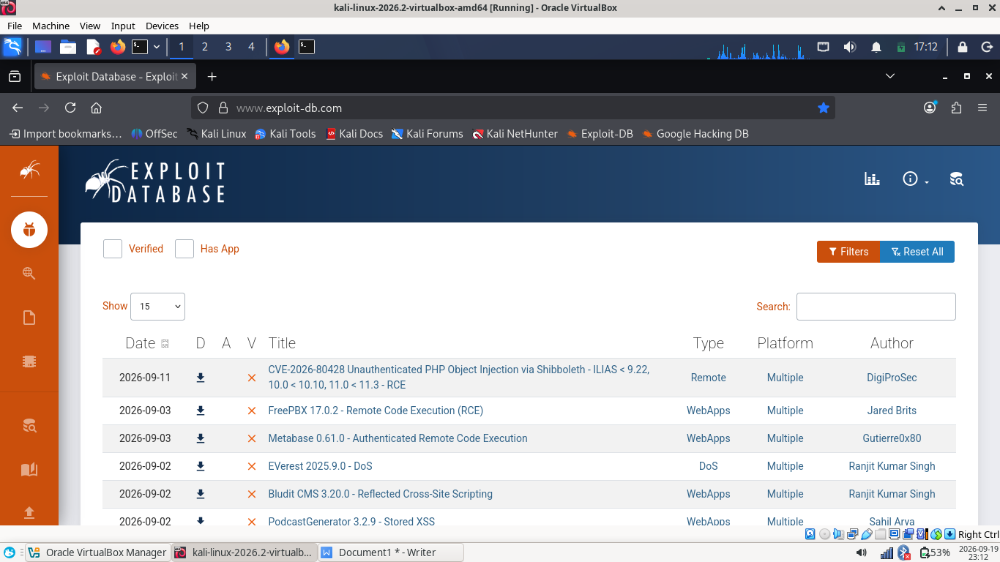 kali-linux-2026.2-virtualbox-amd64 [Running] - Oracle VirtualBox
File Machine View Input Devices Help
1 2 3 4 17:12
Exploit Database - Exploit
www.exploit-db.com
Import bookmarks… OffSec Kali Linux Kali Tools Kali Docs Kali Forums Kali NetHunter Exploit-DB Google Hacking DB
EXPLOIT
DATABASE
Verified Has App Filters Reset All
Show 15 Search:
Date D A V Title Type Platform Author
CVE-2026-80428 Unauthenticated PHP Object Injection via Shibboleth - ILIAS < 9.22,
2026-09-11 Remote Multiple DigiProSec
10.0 < 10.10, 11.0 < 11.3 - RCE
2026-09-03 FreePBX 17.0.2 - Remote Code Execution (RCE) WebApps Multiple Jared Brits
2026-09-03 Metabase 0.61.0 - Authenticated Remote Code Execution WebApps Multiple Gutierre0x80
2026-09-02 EVerest 2025.9.0 - DoS DoS Multiple Ranjit Kumar Singh
2026-09-02 Bludit CMS 3.20.0 - Reflected Cross-Site Scripting WebApps Multiple Ranjit Kumar Singh
2026-09-02 PodcastGenerator 3.2.9 - Stored XSS WebApps Multiple Sahil Arya
Right Ctrl
Oracle VirtualBox Manager kali-linux-2026.2-virtualb... Document1 * - Writer 53% 2026-09-19
23:12